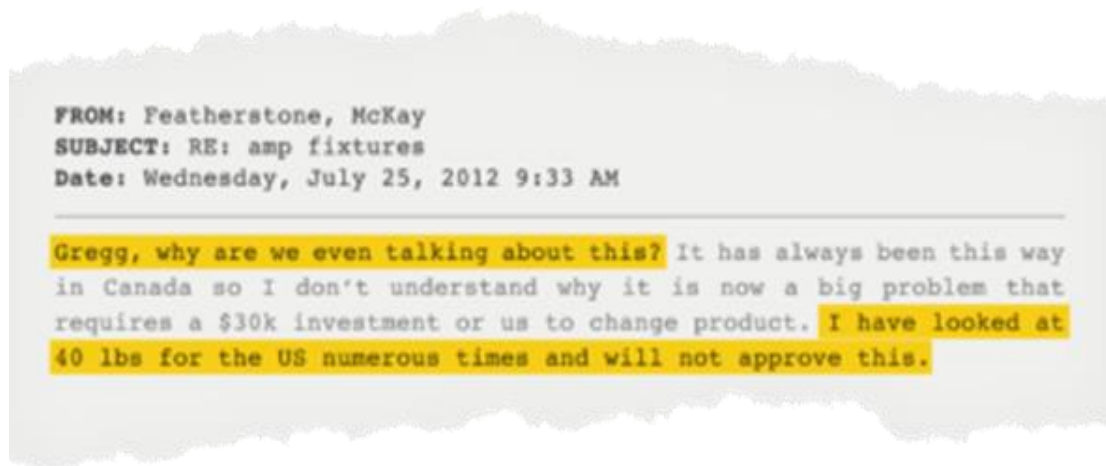 FROM: Featherstone, McKay
SUBJECT: RE: amp fixtures
Date: Wednesday, July 25, 2012 9:33 AM
Gregg, why are we even talking about this? It has always been this way
in Canada so I don't understand why it is now a big problem that
requires a $30k investment or us to change product. I have looked at
40 lbs for the US numerous times and will not approve this.